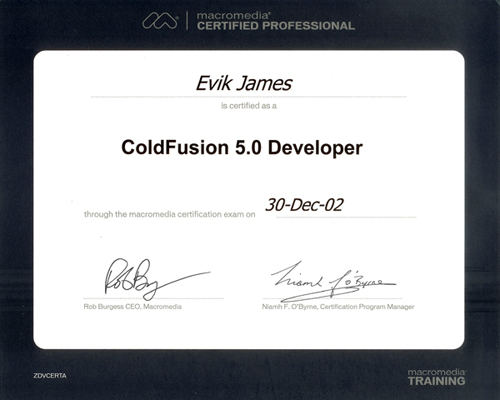 macromedia®
CERTIFIED PROFESSIONAL
Evik James
is certified as a
ColdFusion 5.0 Developer
through the macromedia certification exam on 30-Dec-02
Rob Burgess
Niamh F. O'Byrne
Rob Burgess CEO, Macromedia
Niamh F. O'Byrne, Certification Program Manager
ZDVCERTA
macromedia®
TRAINING